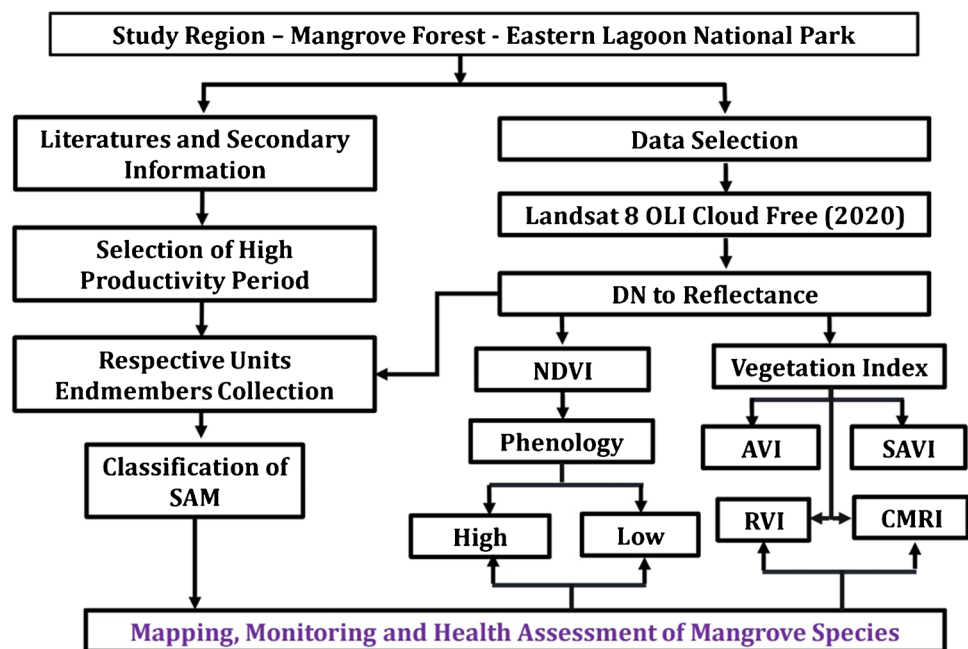 Study Region – Mangrove Forest - Eastern Lagoon National Park
Literatures and Secondary
Information
Data Selection
Landsat 8 OLI Cloud Free (2020)
Selection of High
Productivity Period
DN to Reflectance
Respective Units
Endmembers Collection
NDVI
Vegetation Index
Phenology
AVI
SAVI
Classification of
SAM
High
Low
RVI
CMRI
Mapping, Monitoring and Health Assessment of Mangrove Species